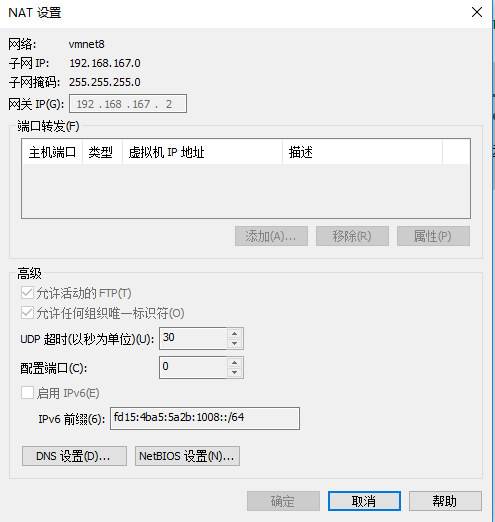 NAT 设置
网络: vmnet8
子网 IP: 192.168.167.0
子网掩码: 255.255.255.0
网关 IP(G): 192 . 168 . 167 . 2
端口转发(F)
主机端口 类型 虚拟机 IP 地址 描述
添加(A)... 移除(R) 属性(P)
高级
允许活动的 FTP(T)
允许任何组织唯一标识符(O)
UDP 超时(以秒为单位)(U): 30
配置端口(C): 0
启用 IPv6(E)
IPv6 前缀(6): fd15:4ba5:5a2b:1008::/64
DNS 设置(D)... NetBIOS 设置(N)...
确定 取消 帮助